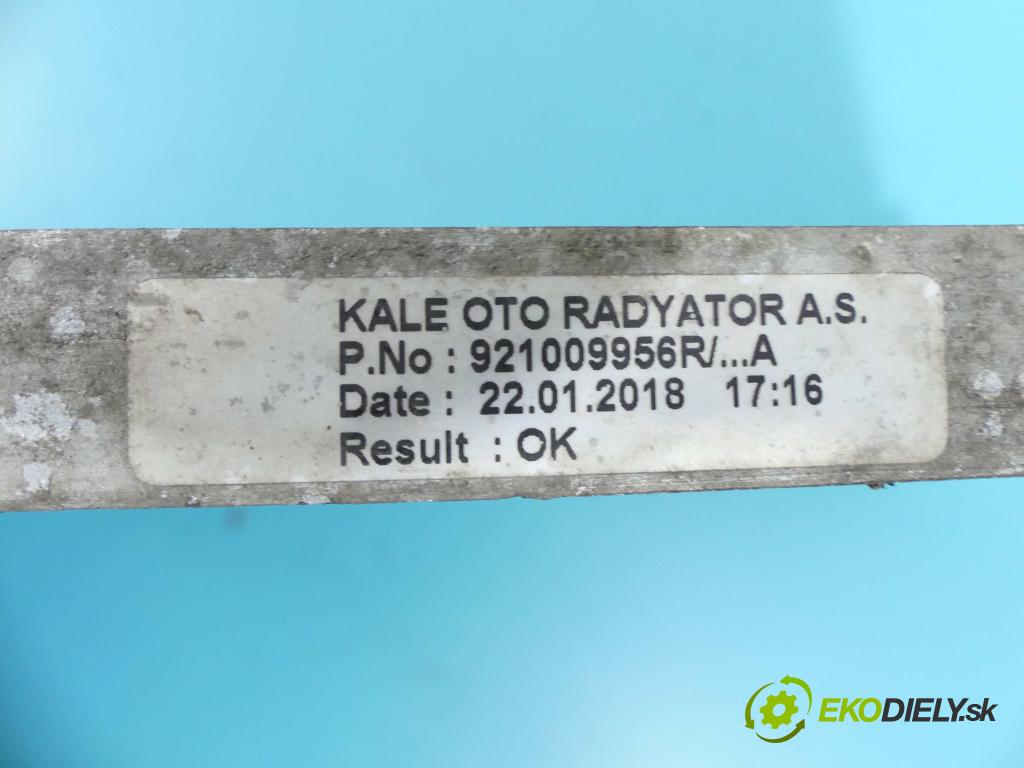 KALE OTO RADYATOR A.S.
P.No : 921009956R/...A
Date : 22.01.2018 17:16
Result : OK
EKODIELY.sk